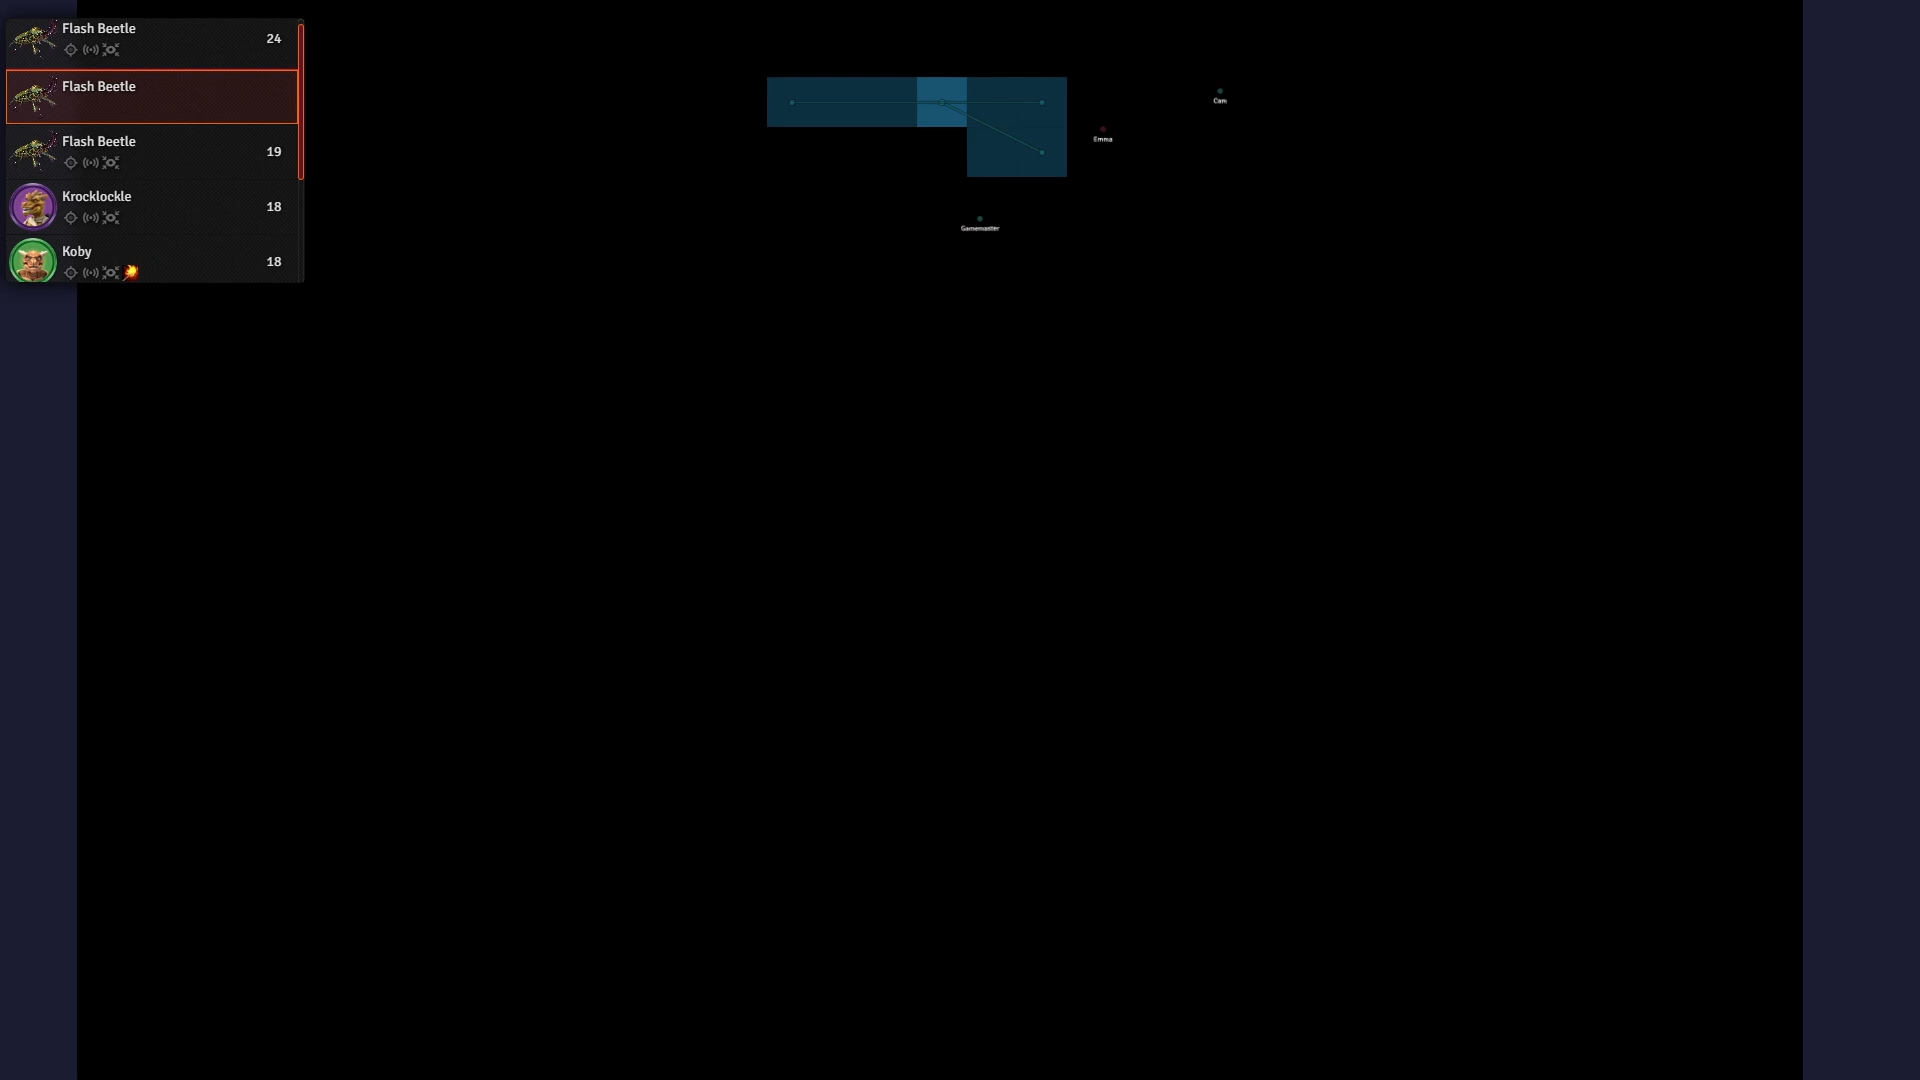 Flash Beetle
24
Flash Beetle
Flash Beetle
19
Krocklockle
18
Koby
18
Cam
Emma
Gamemaster